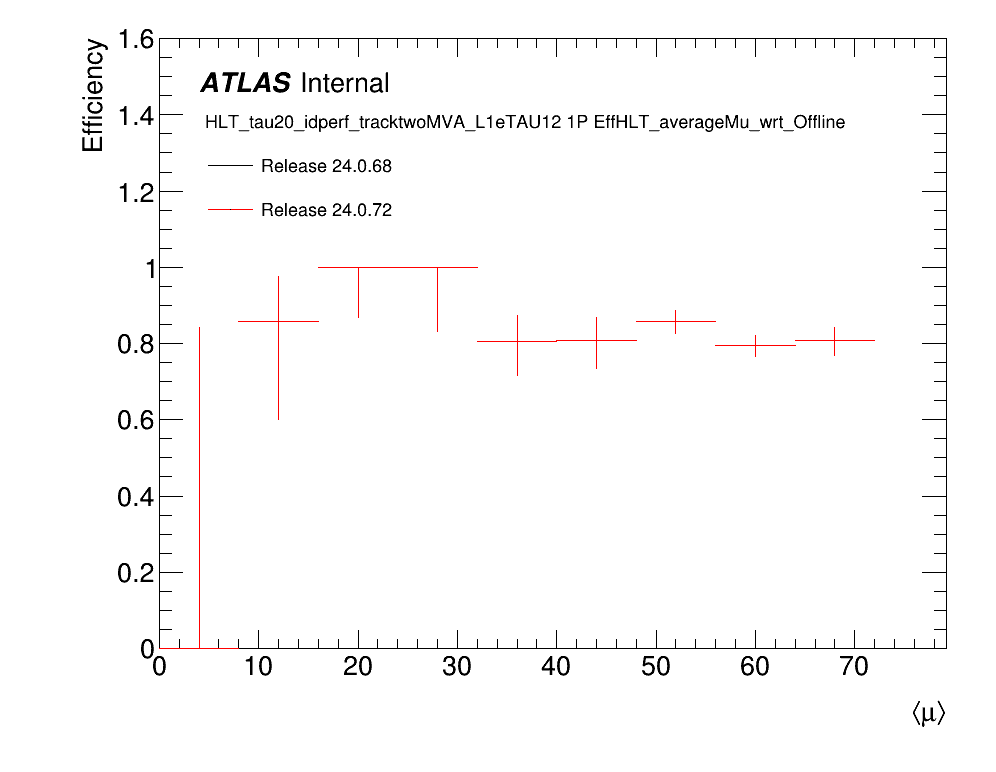 1.6
Efficiency
ATLAS Internal
1.4
HLT_tau20_idperf_tracktwoMVA_L1eTAU12 1P EffHLT_averageMu_wrt_Offline
Release 24.0.68
1.2
Release 24.0.72
1
0.8
0.6
0.4
0.2
0
0 10 20 30 40 50 60 70
⟨μ⟩